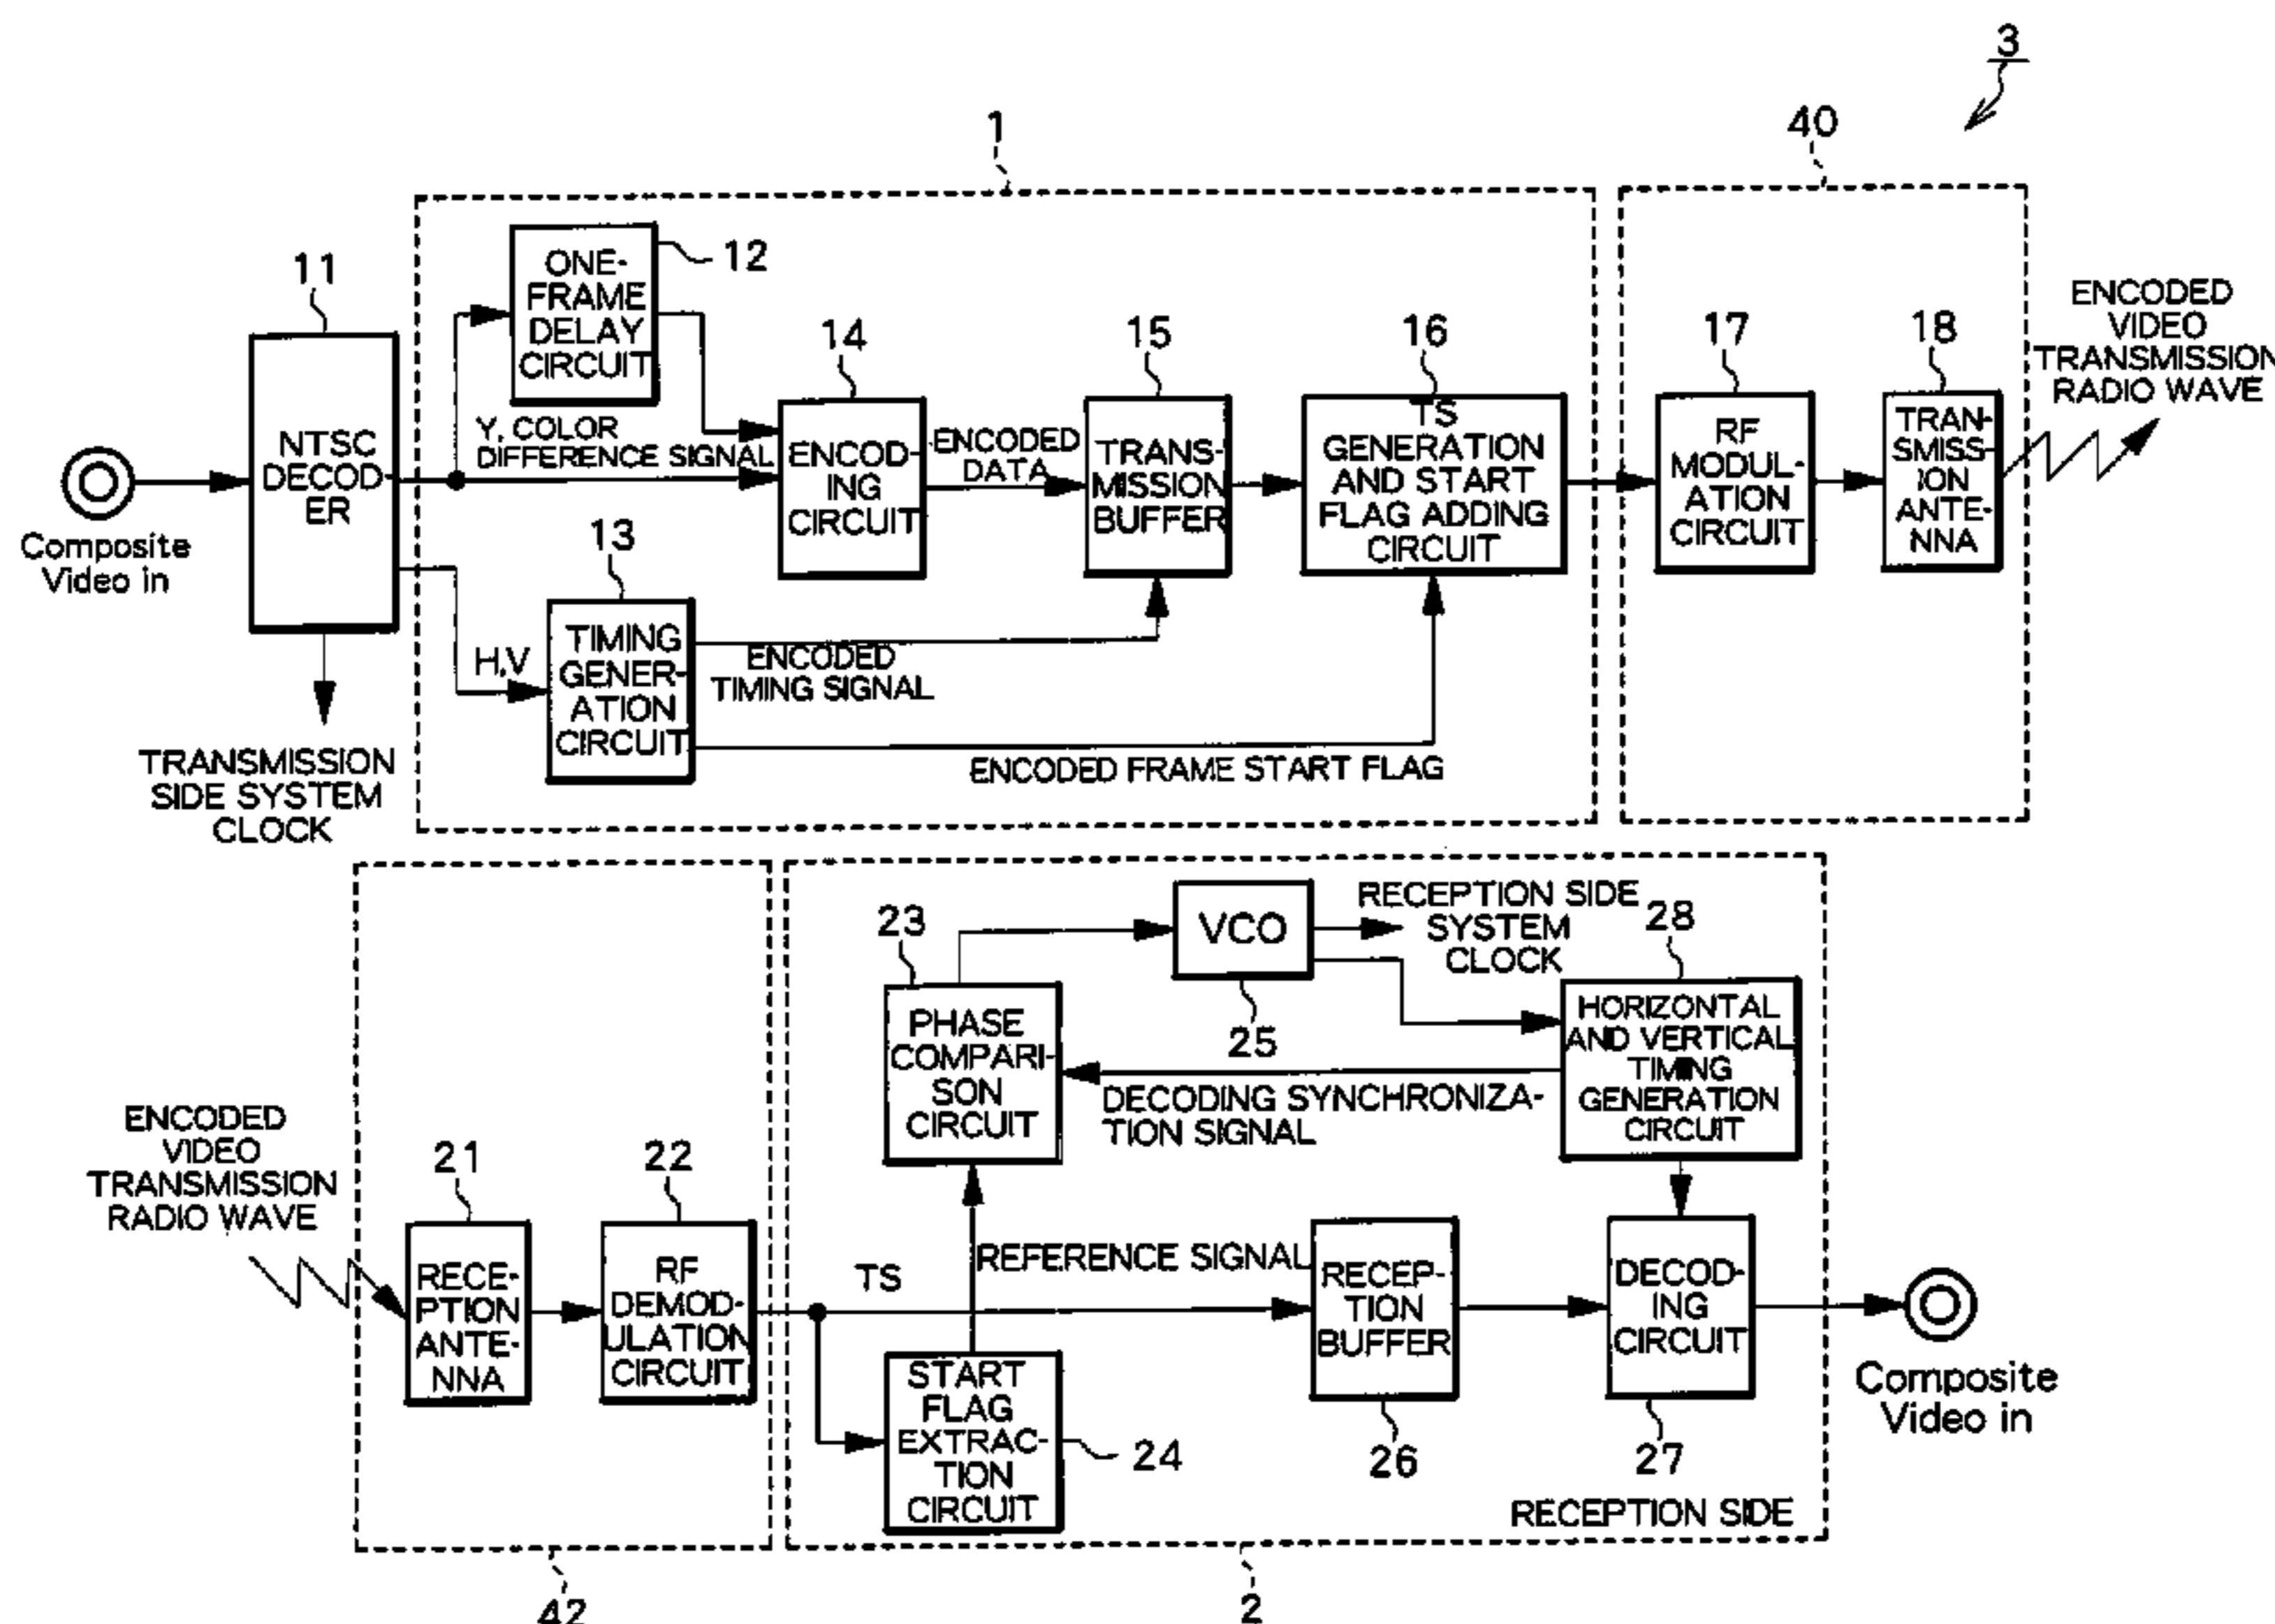 3
1
40
11
ONE-
FRAME
DELAY
CIRCUIT
12
14
15
16
17
18
ENCODED
VIDEO
TRANSMISSION
RADIO WAVE
NTSC
DECOD-
ER
Y, COLOR
DIFFERENCE SIGNAL
ENCOD-
ING
CIRCUIT
ENCODED
DATA
TRANS-
MISSION
BUFFER
TS
GENERATION
AND START
FLAG ADDING
CIRCUIT
RF
MODUL-
ATION
CIRCUIT
TRAN-
SMISS-
ION
ANTE-
NNA
Composite
Video in
13
H,V
TIMING
GENER-
ATION
CIRCUIT
ENCODED
TIMING SIGNAL
ENCODED FRAME START FLAG
TRANSMISSION
SIDE SYSTEM
CLOCK
23
VCO
25
RECEPTION SIDE
SYSTEM
CLOCK
28
PHASE
COMPARI-
SON
CIRCUIT
HORIZONTAL
AND VERTICAL
TIMING
GENERATION
CIRCUIT
DECODING SYNCHRONIZA-
TION SIGNAL
ENCODED
VIDEO
TRANSMISSION
RADIO WAVE
21
22
RECE-
PTION
ANTE-
NNA
RF
DEMOD-
ULATION
CIRCUIT
TS
REFERENCE SIGNAL
RECEP-
TION
BUFFER
26
DECOD-
ING
CIRCUIT
27
START
FLAG
EXTRAC-
TION
CIRCUIT
24
Composite
Video in
RECEPTION SIDE
42
2